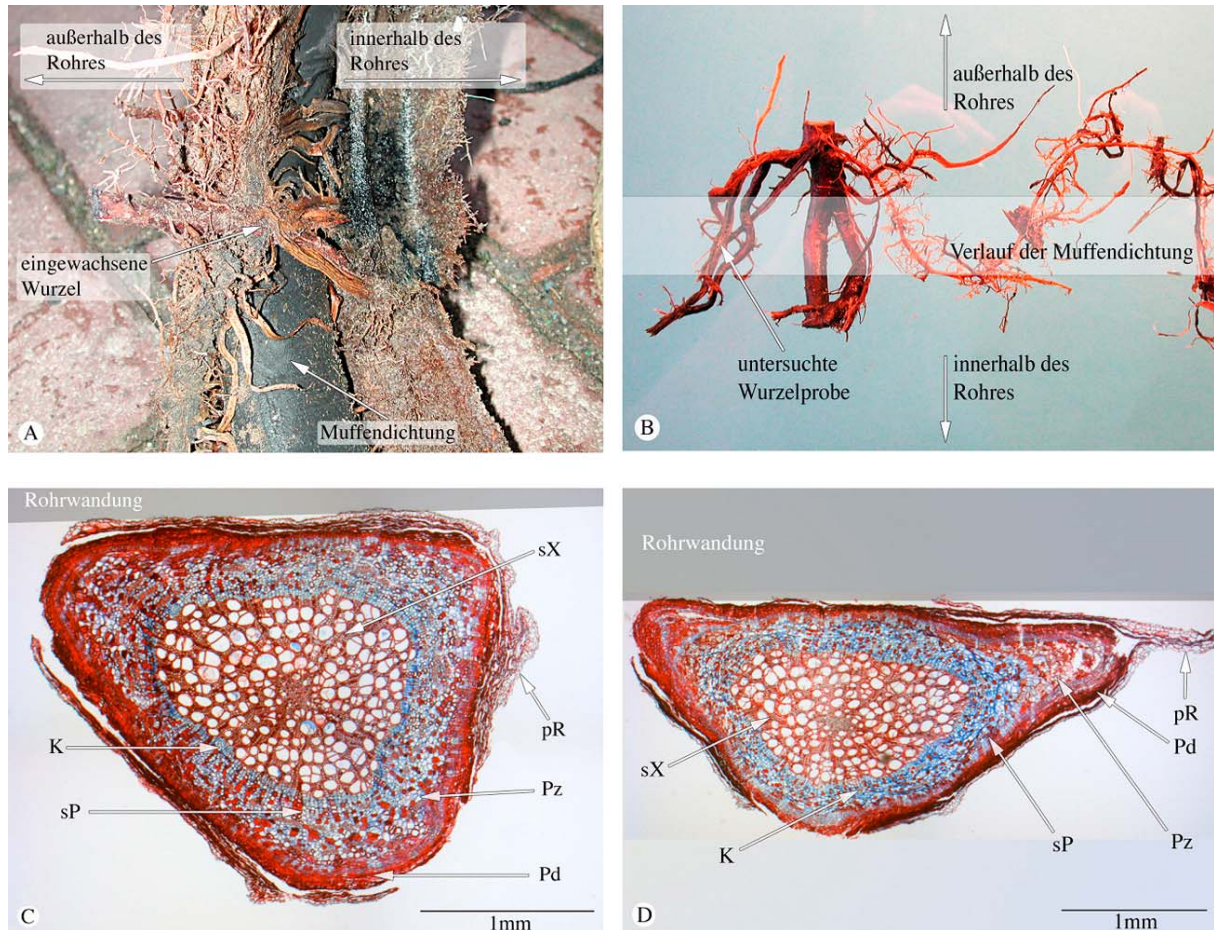 außerhalb des
Rohres
innerhalb des
Rohres
eingewachsene
Wurzel
Muffendichtung
A
außerhalb des
Rohres
Verlauf der Muffendichtung
untersuchte
Wurzelprobe
innerhalb des
Rohres
B
Rohrwandung
sX
pR
K
sP
Pz
Pd
C
1mm
Rohrwandung
pR
Pd
sX
K
sP
Pz
D
1mm